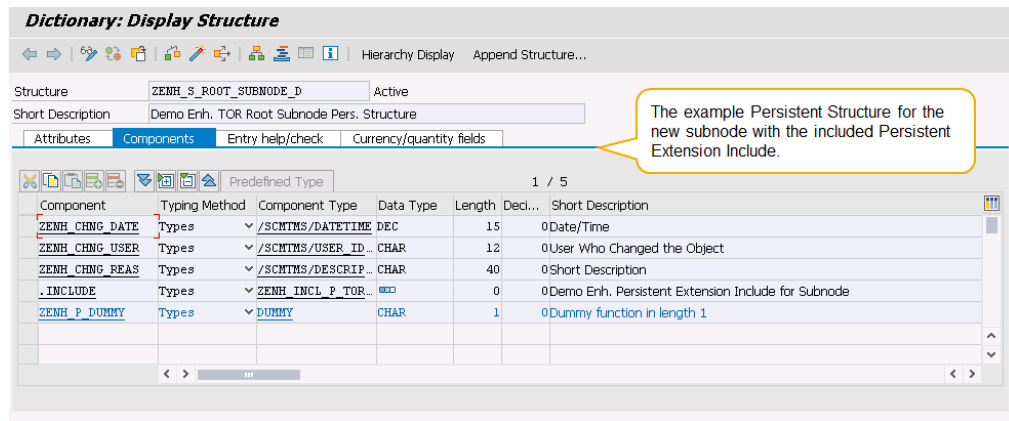 Dictionary: Display Structure
Hierarchy Display Append Structure...
Structure ZENH_S_ROOT_SUBNODE_D Active
Short Description Demo Enh. TOR Root Subnode Pers. Structure
The example Persistent Structure for the
new subnode with the included Persistent
Extension Include.
Attributes Components Entry help/check Currency/quantity fields
Predefined Type 1 / 5
Component Typing Method Component Type Data Type Length Deci... Short Description
ZENH_CHNG_DATE Types /SCMTMS/DATETIME DEC 15 0 Date/Time
ZENH_CHNG_USER Types /SCMTMS/USER_ID... CHAR 12 0 User Who Changed the Object
ZENH_CHNG_REAS Types /SCMTMS/DESCRIP... CHAR 40 0 Short Description
.INCLUDE Types ZENH_INCL_P_TOR... 0 0 Demo Enh. Persistent Extension Include for Subnode
ZENH_P_DUMMY Types DUMMY CHAR 1 0 Dummy function in length 1